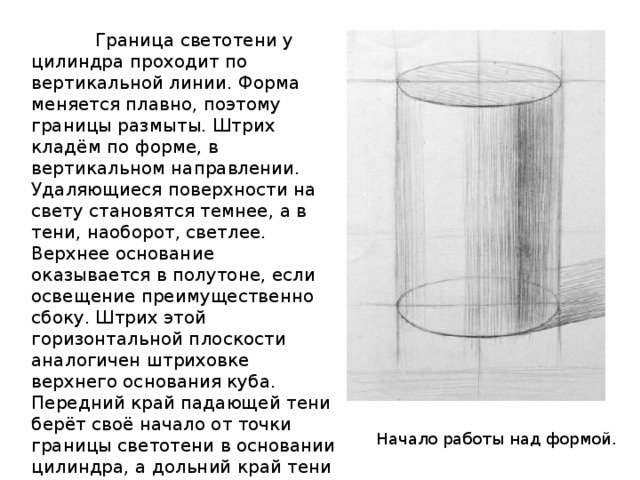 Граница светотени у
цилиндра проходит по
вертикальной линии. Форма
меняется плавно, поэтому
границы размыты. Штрих
кладём по форме, в
вертикальном направлении.
Удаляющиеся поверхности на
свету становятся темнее, а в
тени, наоборот, светлее.
Верхнее основание
оказывается в полутоне, если
освещение преимущественно
сбоку. Штрих этой
горизонтальной плоскости
аналогичен штриховке
верхнего основания куба.
Передний край падающей тени
берёт своё начало от точки
границы светотени в основании
цилиндра, а дольний край тени
Начало работы над формой.